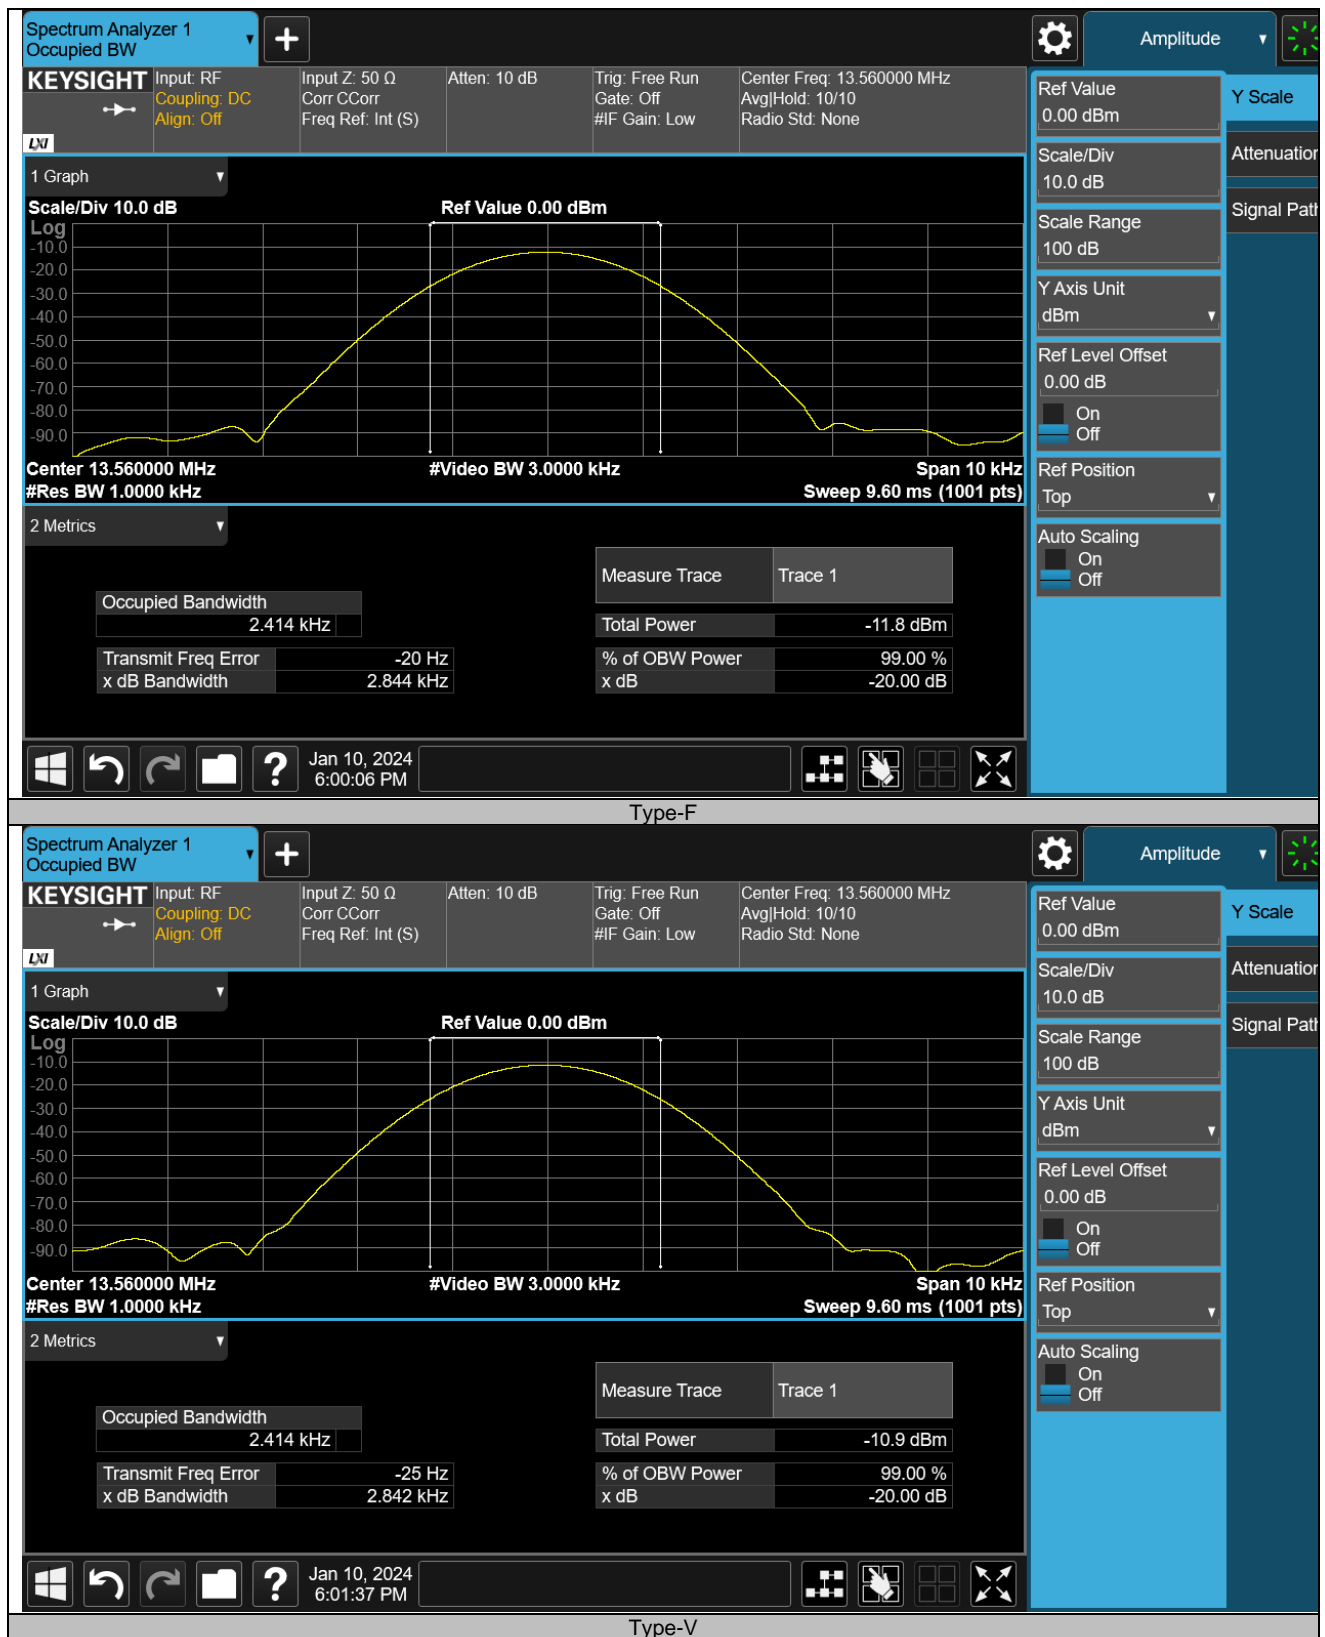 Spectrum Analyzer 1
Occupied BW
Amplitude
KEYSIGHT
LXI
Input: RF
Coupling: DC
Align: Off
Input Z: 50 Ω
Corr CCorr
Freq Ref: Int (S)
Atten: 10 dB
Trig: Free Run
Gate: Off
#IF Gain: Low
Center Freq: 13.560000 MHz
Avg|Hold: 10/10
Radio Std: None
1 Graph
Scale/Div 10.0 dB
Ref Value 0.00 dBm
Log
-10.0
-20.0
-30.0
-40.0
-50.0
-60.0
-70.0
-80.0
-90.0
Center 13.560000 MHz
#Video BW 3.0000 kHz
Span 10 kHz
#Res BW 1.0000 kHz
Sweep 9.60 ms (1001 pts)
2 Metrics
Measure Trace
Trace 1
Occupied Bandwidth
2.414 kHz
Total Power
-11.8 dBm
Transmit Freq Error
-20 Hz
% of OBW Power
99.00 %
x dB Bandwidth
2.844 kHz
x dB
-20.00 dB
?
Jan 10, 2024
6:00:06 PM
Ref Value
0.00 dBm
Scale/Div
10.0 dB
Scale Range
100 dB
Y Axis Unit
dBm
Ref Level Offset
0.00 dB
On
Off
Ref Position
Top
Auto Scaling
On
Off
Y Scale
Attenuation
Signal Path
Type-F
Spectrum Analyzer 1
Occupied BW
Amplitude
KEYSIGHT
LXI
Input: RF
Coupling: DC
Align: Off
Input Z: 50 Ω
Corr CCorr
Freq Ref: Int (S)
Atten: 10 dB
Trig: Free Run
Gate: Off
#IF Gain: Low
Center Freq: 13.560000 MHz
Avg|Hold: 10/10
Radio Std: None
1 Graph
Scale/Div 10.0 dB
Ref Value 0.00 dBm
Log
-10.0
-20.0
-30.0
-40.0
-50.0
-60.0
-70.0
-80.0
-90.0
Center 13.560000 MHz
#Video BW 3.0000 kHz
Span 10 kHz
#Res BW 1.0000 kHz
Sweep 9.60 ms (1001 pts)
2 Metrics
Measure Trace
Trace 1
Occupied Bandwidth
2.414 kHz
Total Power
-10.9 dBm
Transmit Freq Error
-25 Hz
% of OBW Power
99.00 %
x dB Bandwidth
2.842 kHz
x dB
-20.00 dB
?
Jan 10, 2024
6:01:37 PM
Ref Value
0.00 dBm
Scale/Div
10.0 dB
Scale Range
100 dB
Y Axis Unit
dBm
Ref Level Offset
0.00 dB
On
Off
Ref Position
Top
Auto Scaling
On
Off
Y Scale
Attenuation
Signal Path
Type-V